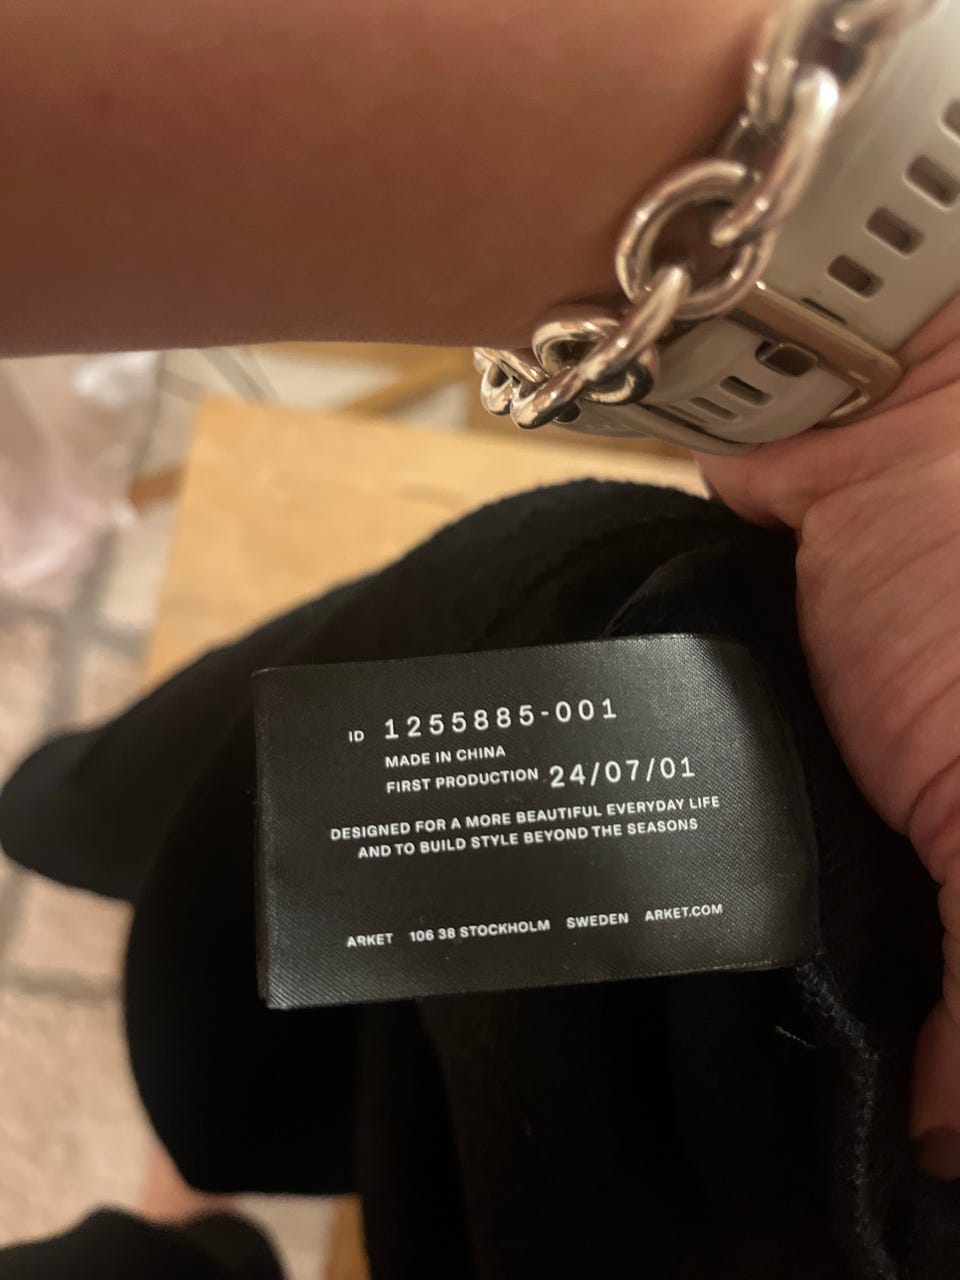 ID 1255885-001
MADE IN CHINA
FIRST PRODUCTION 24/07/01
DESIGNED FOR A MORE BEAUTIFUL EVERYDAY LIFE
AND TO BUILD STYLE BEYOND THE SEASONS
ARKET 106 38 STOCKHOLM SWEDEN ARKET.COM